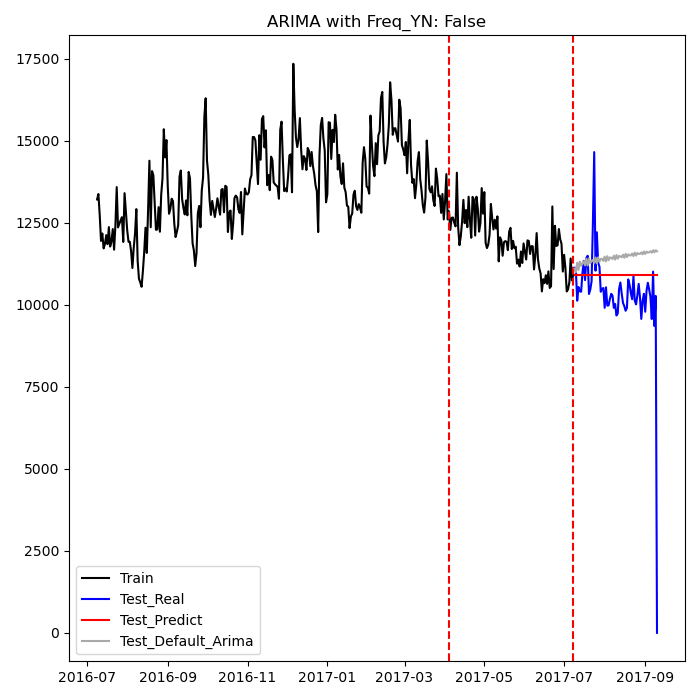 ARIMA with Freq_YN: False
17500
15000
12500
10000
7500
5000
2500
0
Train
Test_Real
Test_Predict
Test_Default_Arima
2016-07 2016-09 2016-11 2017-01 2017-03 2017-05 2017-07 2017-09